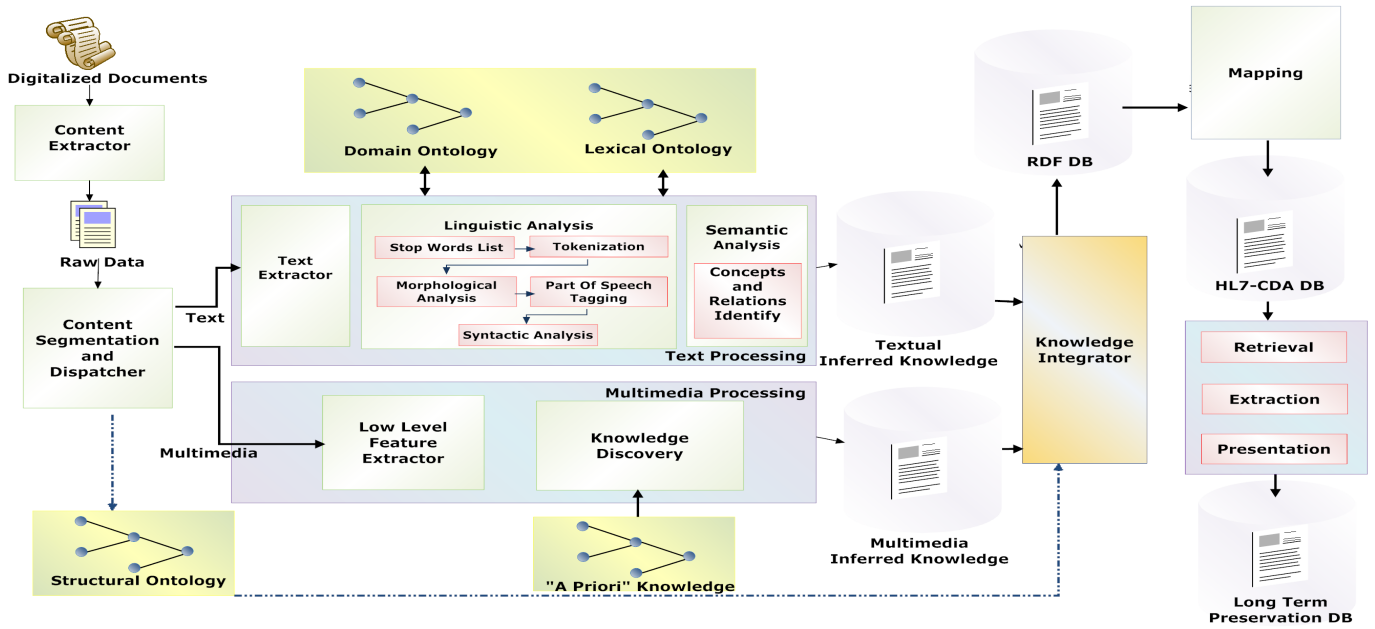 Digitalized Documents
Content
Extractor
Raw Data
Content
Segmentation
and
Dispatcher
Text
Multimedia
Structural Ontology
Domain Ontology
Lexical Ontology
Text
Extractor
Linguistic Analysis
Stop Words List
Tokenization
Morphological
Analysis
Part Of Speech
Tagging
Syntactic Analysis
Semantic
Analysis
Concepts
and
Relations
Identify
Text Processing
Multimedia Processing
Low Level
Feature
Extractor
Knowledge
Discovery
"A Priori" Knowledge
Textual
Inferred Knowledge
Multimedia
Inferred Knowledge
Knowledge
Integrator
RDF DB
Mapping
HL7-CDA DB
Retrieval
Extraction
Presentation
Long Term
Preservation DB